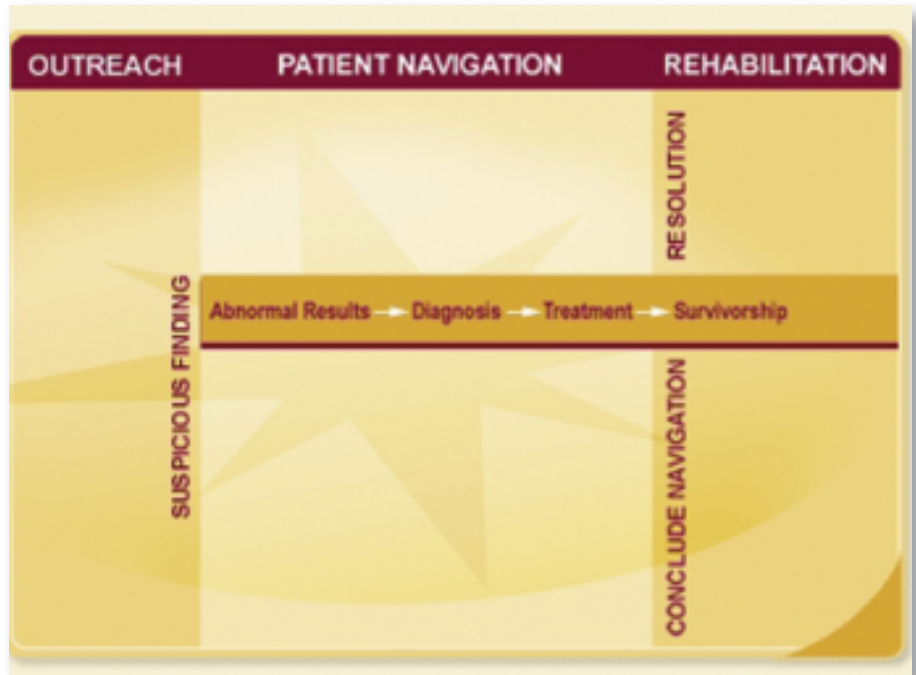 OUTREACH PATIENT NAVIGATION REHABILITATION
SUSPICIOUS FINDING
Abnormal Results → Diagnosis → Treatment → Survivorship
RESOLUTION
CONCLUDE NAVIGATION